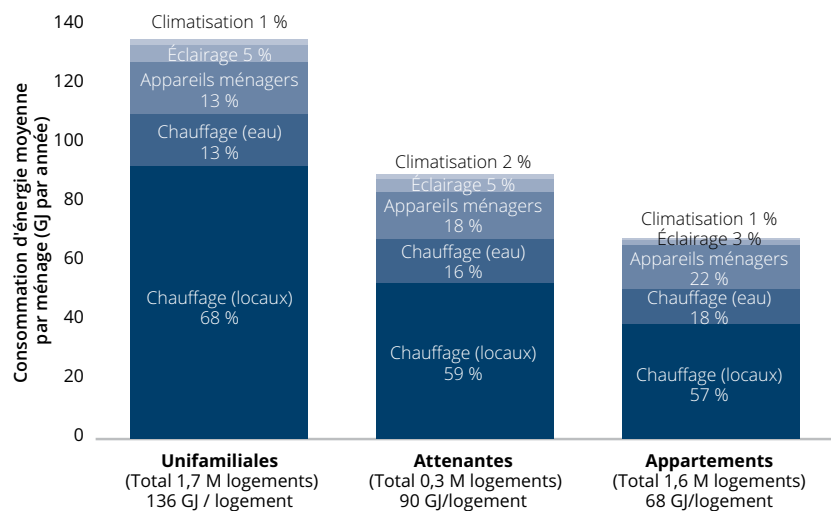 Consommation d'énergie moyenne
par ménage (GJ par année)
140
120
100
80
60
40
20
0
Climatisation 1 %
Éclairage 5 %
Appareils ménagers
13 %
Chauffage (eau)
13 %
Chauffage (locaux)
68 %
Climatisation 2 %
Éclairage 5 %
Appareils ménagers
18 %
Chauffage (eau)
16 %
Chauffage (locaux)
59 %
Climatisation 1 %
Éclairage 3 %
Appareils ménagers
22 %
Chauffage (eau)
18 %
Chauffage (locaux)
57 %
Unifamiliales
(Total 1,7 M logements)
136 GJ / logement
Attenantes
(Total 0,3 M logements)
90 GJ/logement
Appartements
(Total 1,6 M logements)
68 GJ/logement